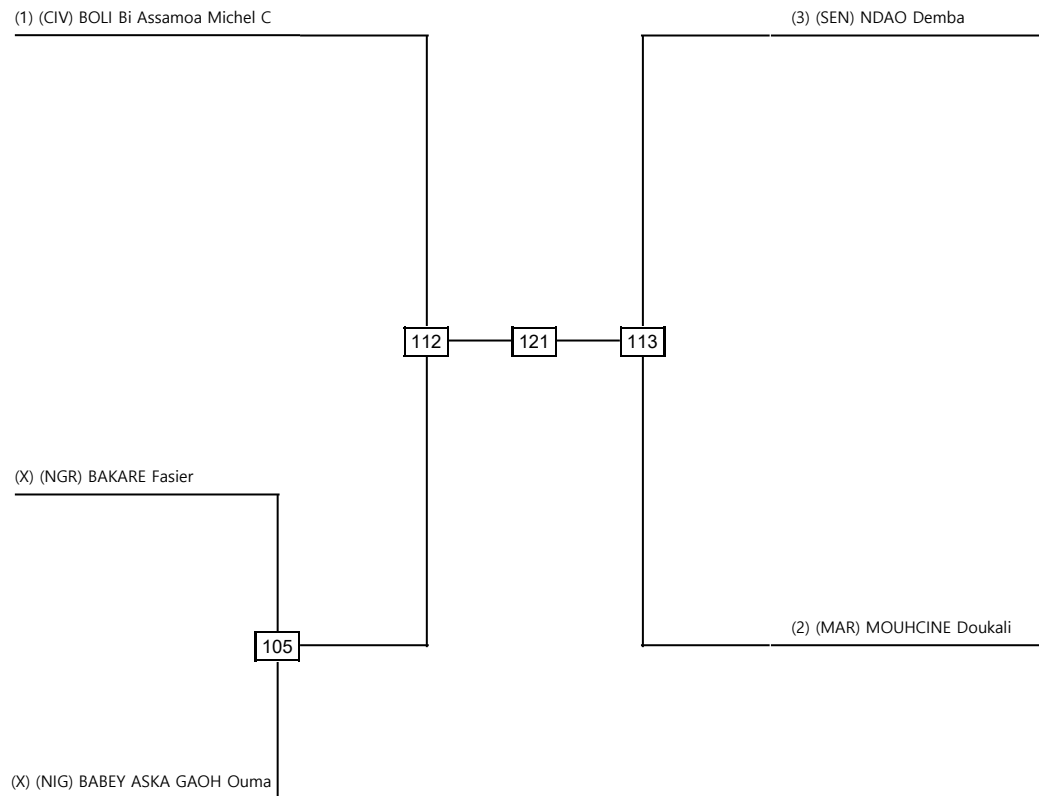 (1) (CIV) BOLI Bi Assamoa Michel C
(3) (SEN) NDAO Demba
112
121
113
(X) (NGR) BAKARE Fasier
(2) (MAR) MOUHCINE Doukali
105
(X) (NIG) BABEY ASKA GAOH Ouma